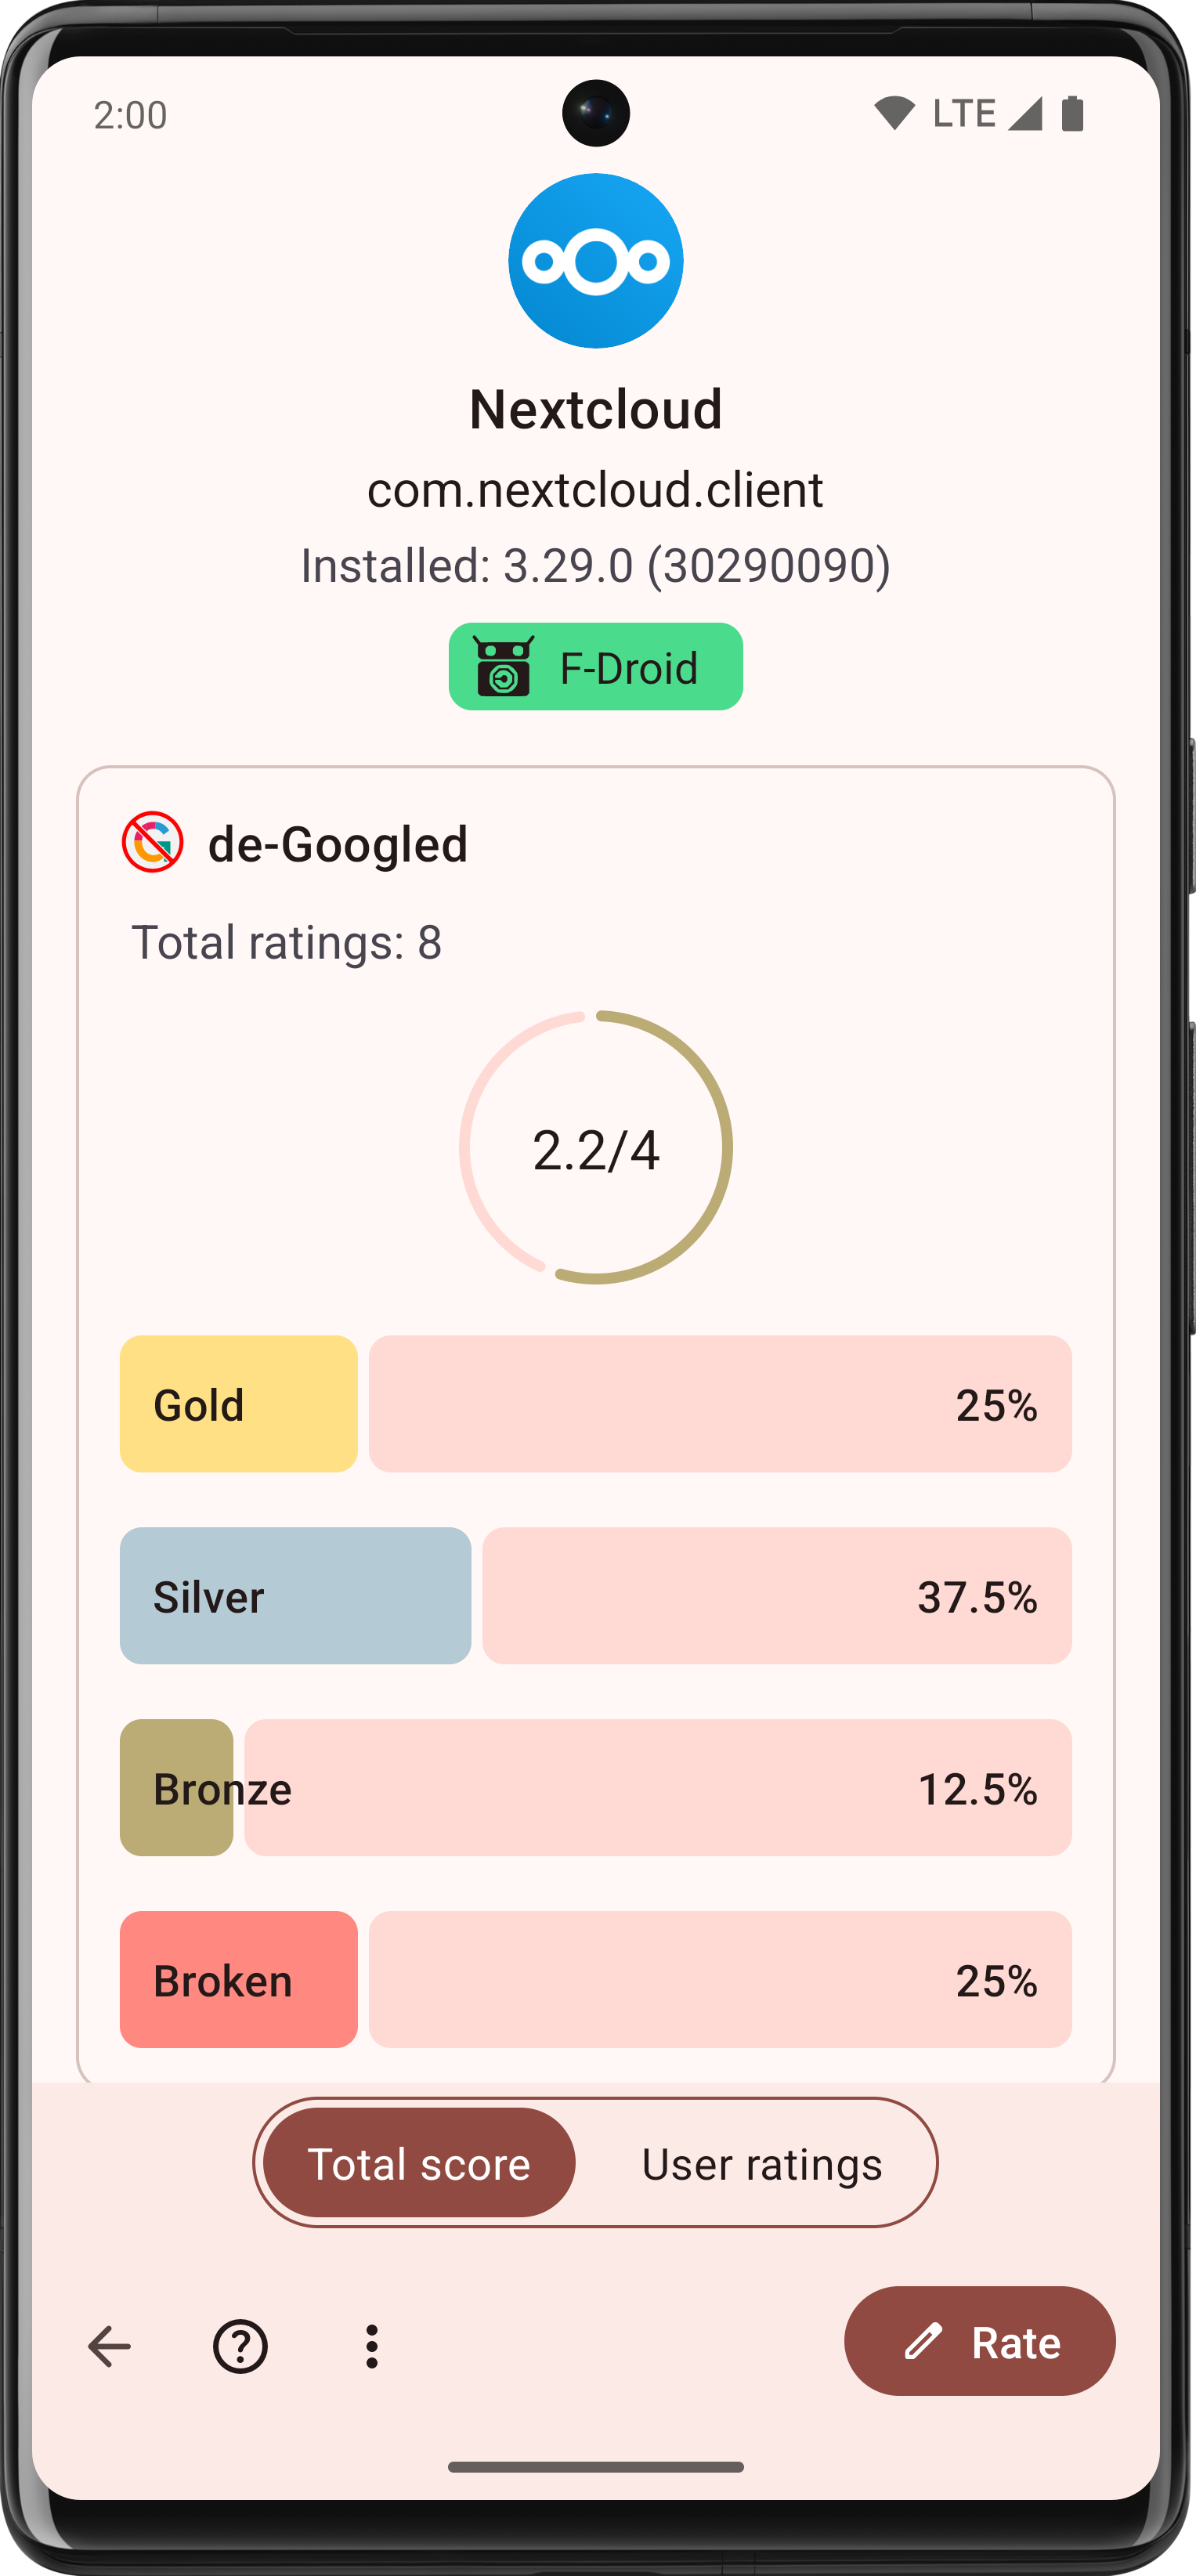 2:00
LTE
Nextcloud
com.nextcloud.client
Installed: 3.29.0 (30290090)
F-Droid
de-Googled
Total ratings: 8
2.2/4
Gold 25%
Silver 37.5%
Bronze 12.5%
Broken 25%
Total score User ratings
Rate